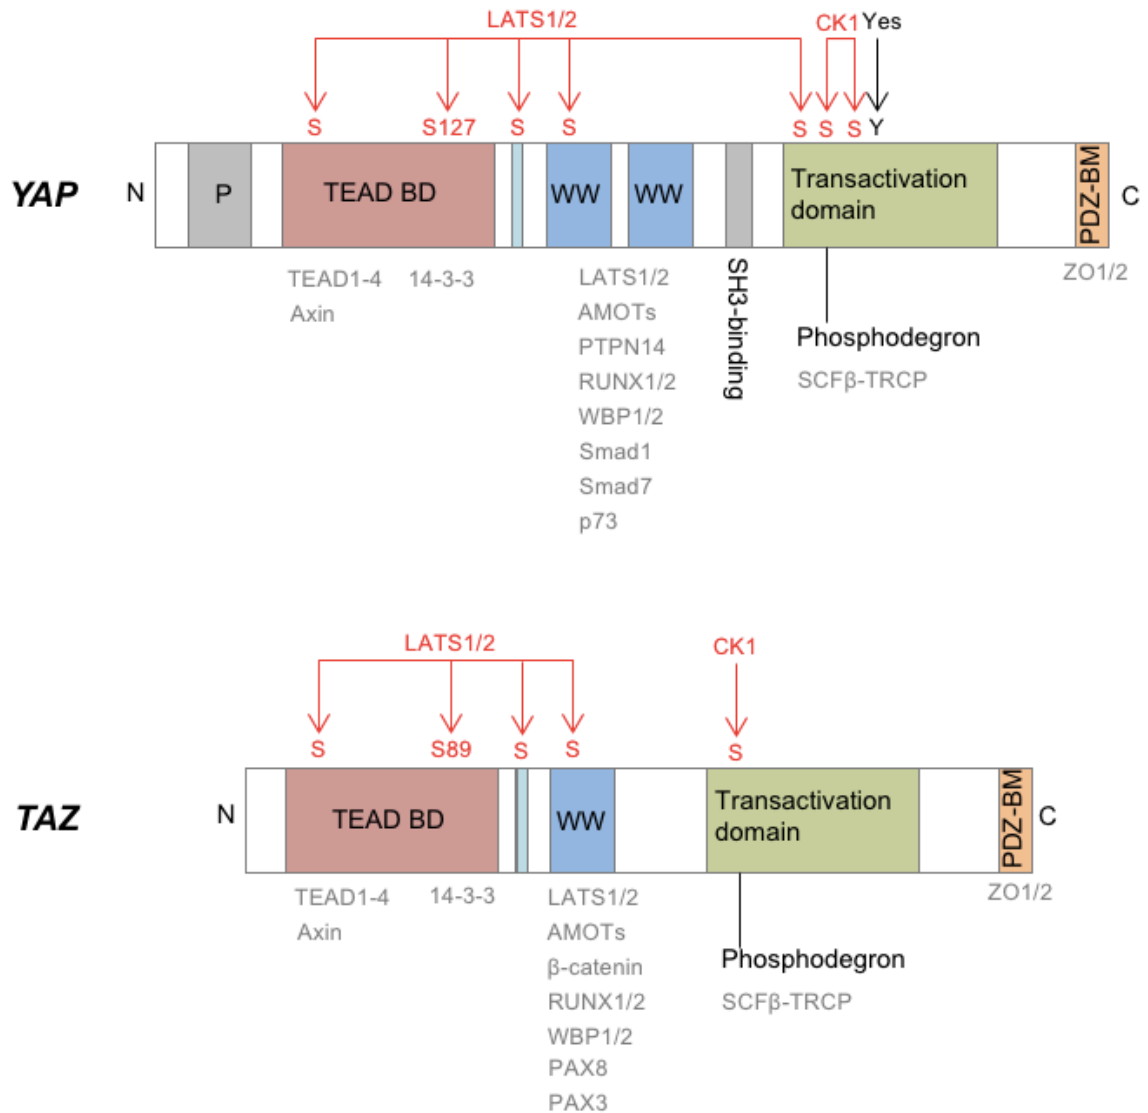 LATS1/2
CK1 Yes
S S127 S S S S S Y
YAP
N P TEAD BD WW WW Transactivation domain PDZ-BM C
TEAD1-4 14-3-3
Axin
LATS1/2
AMOTs
PTPN14
RUNX1/2
WBP1/2
Smad1
Smad7
p73
SH3-binding
Phosphodegron
SCFβ-TRCP
ZO1/2
LATS1/2
CK1
S S89 S S S
TAZ
N TEAD BD WW Transactivation domain PDZ-BM C
TEAD1-4 14-3-3
Axin
LATS1/2
AMOTs
β-catenin
RUNX1/2
WBP1/2
PAX8
PAX3
Phosphodegron
SCFβ-TRCP
ZO1/2